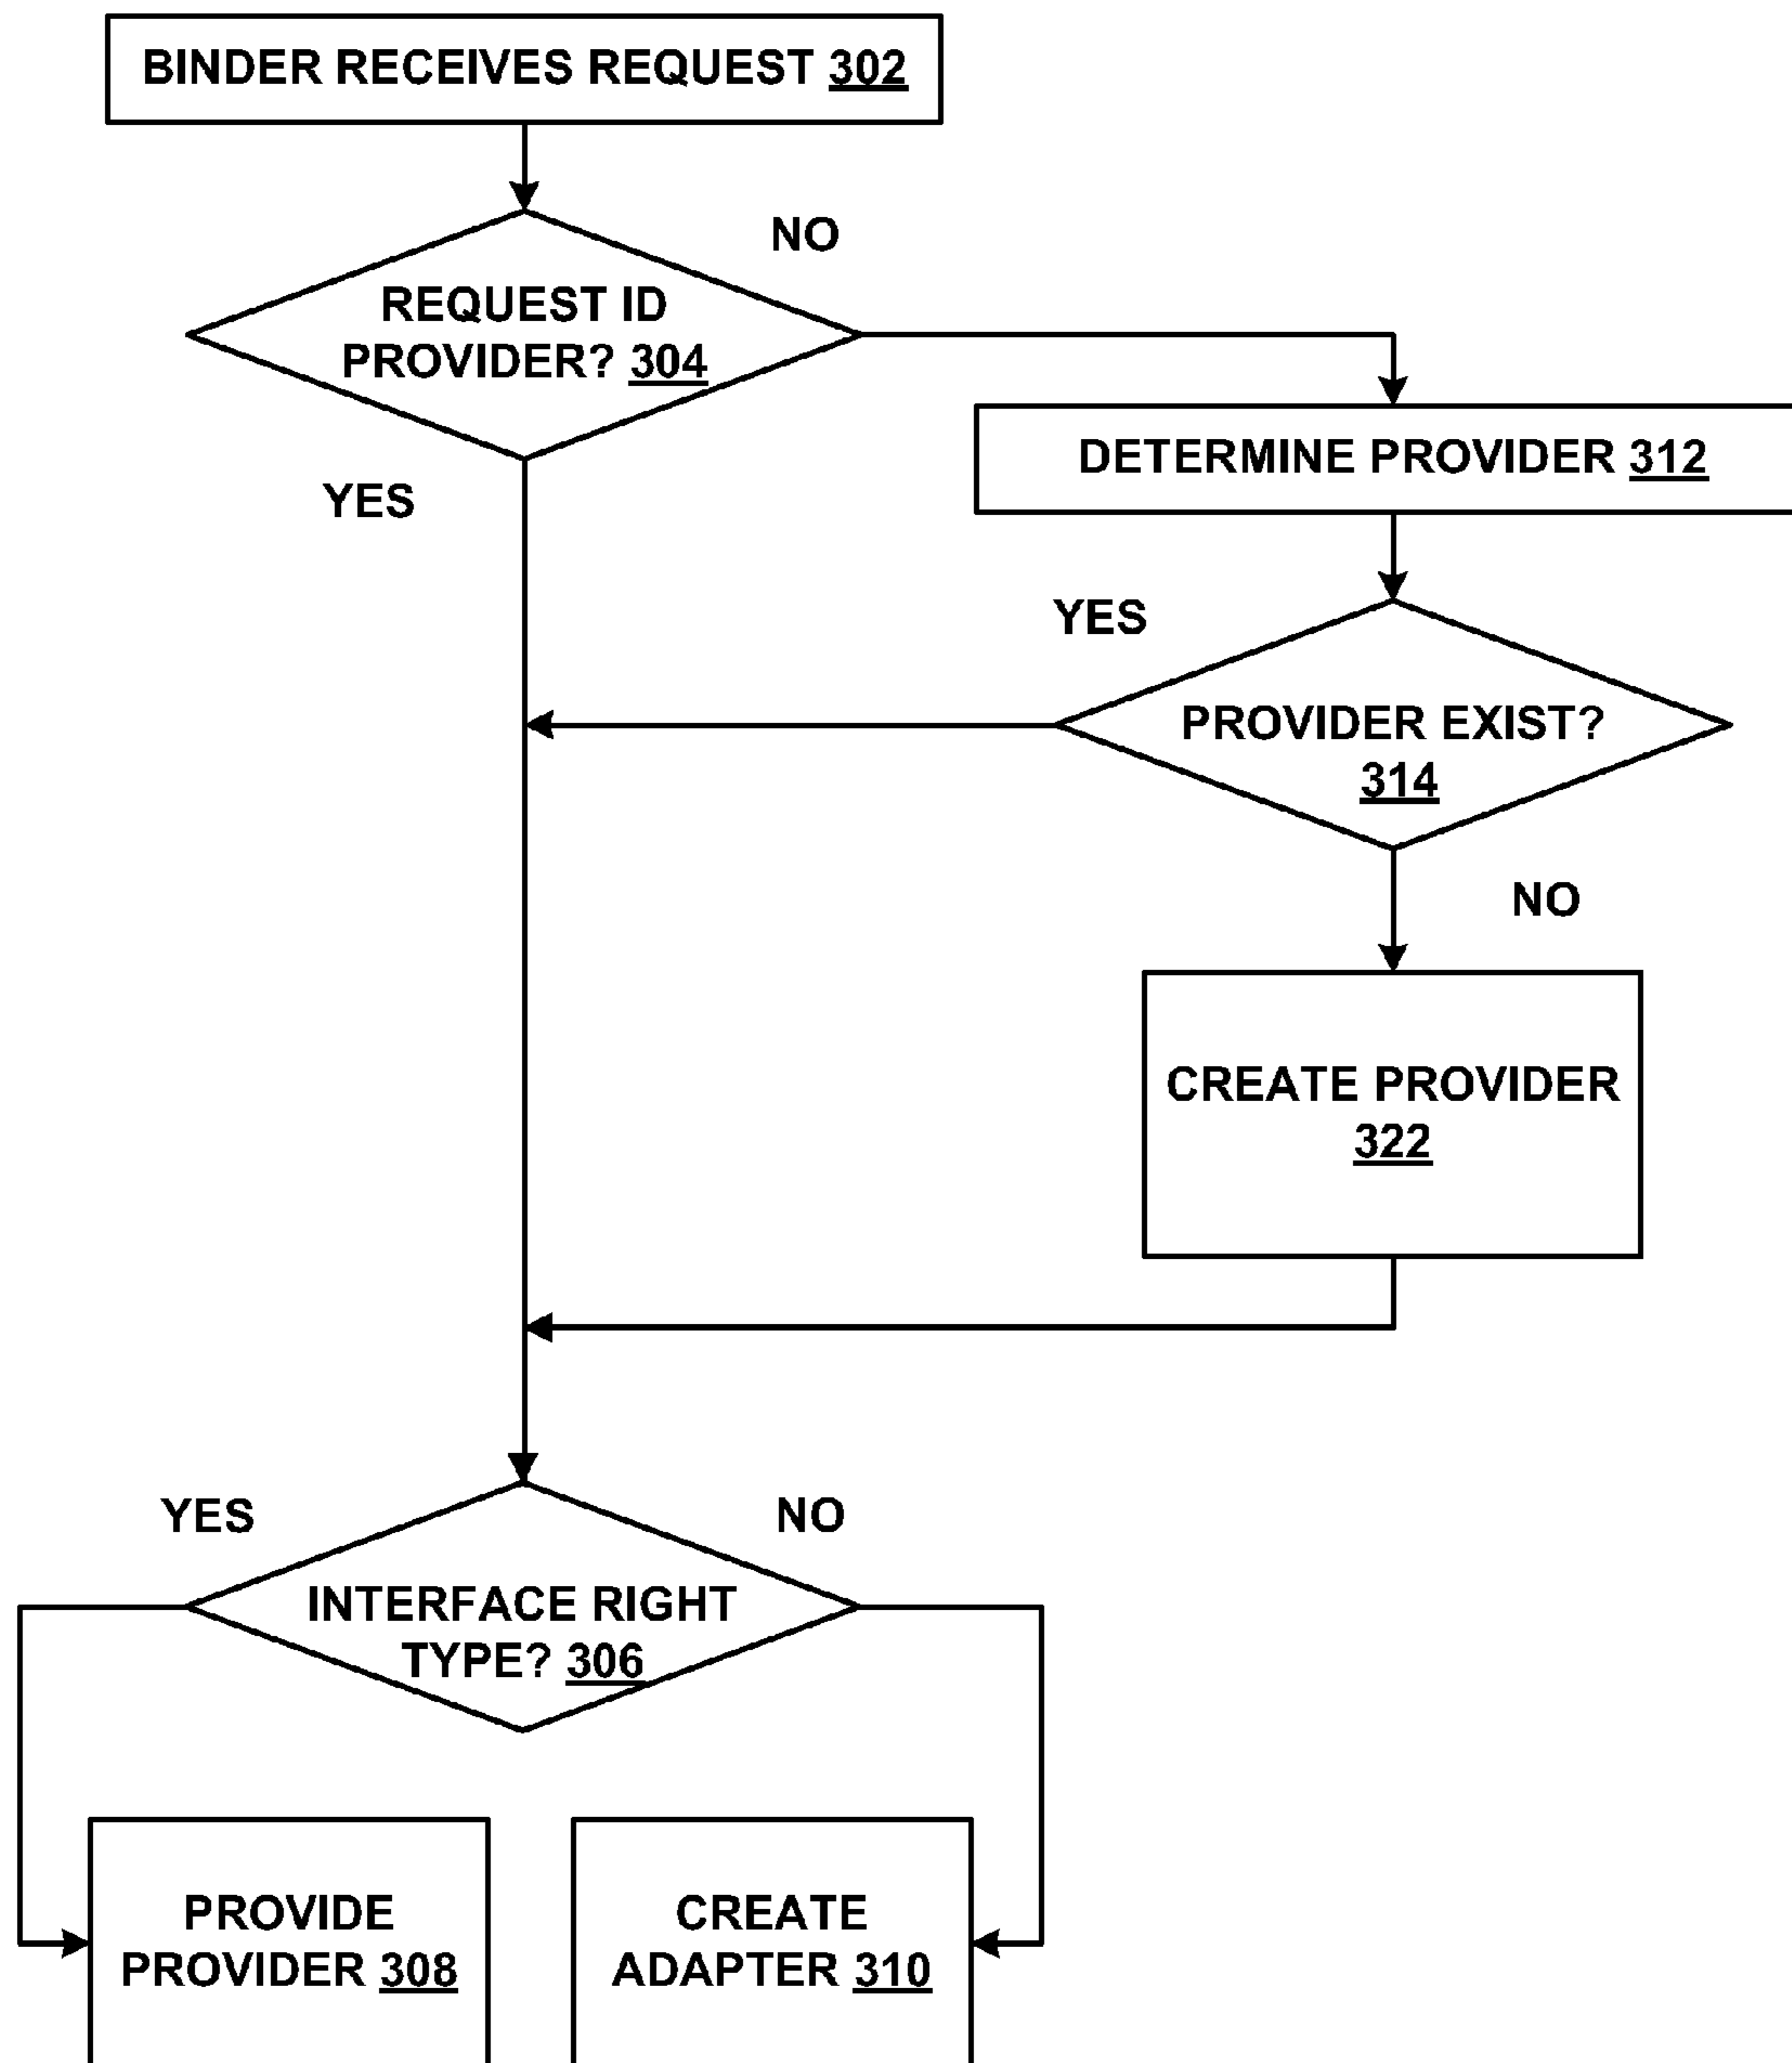 BINDER RECEIVES REQUEST 302
NO
REQUEST ID
PROVIDER? 304
DETERMINE PROVIDER 312
YES
YES
PROVIDER EXIST?
314
NO
CREATE PROVIDER
322
YES
NO
INTERFACE RIGHT
TYPE? 306
PROVIDE
PROVIDER 308
CREATE
ADAPTER 310